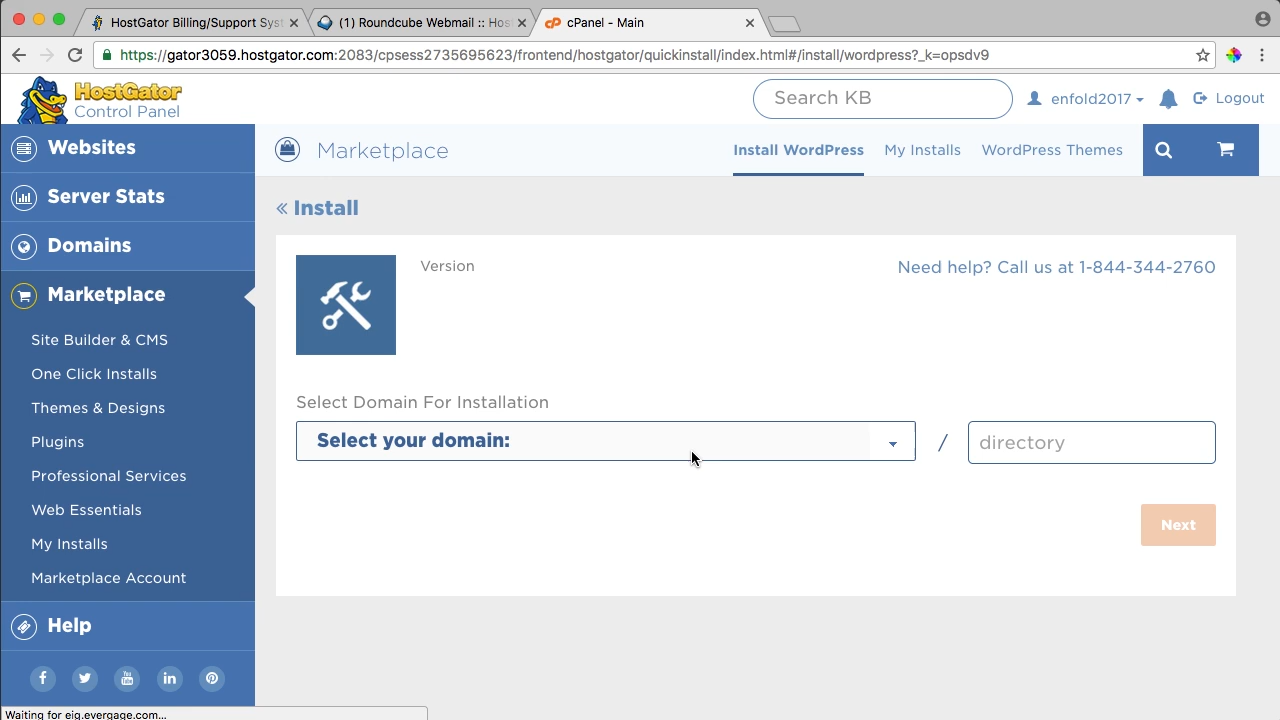 HostGator Billing/Support Syst
(1) Roundcube Webmail :: Host
cPanel - Main
https://gator3059.hostgator.com:2083/cpsess2735695623/frontend/hostgator/quickinstall/index.html#/install/wordpress?_k=opsdv9
HostGator
Control Panel
Search KB
enfold2017
Logout
Websites
Server Stats
Domains
Marketplace
Site Builder & CMS
One Click Installs
Themes & Designs
Plugins
Professional Services
Web Essentials
My Installs
Marketplace Account
Help
Marketplace
Install WordPress
My Installs
WordPress Themes
« Install
Version
Need help? Call us at 1-844-344-2760
Select Domain For Installation
Select your domain:
/
directory
Next
Waiting for eig.evergage.com...